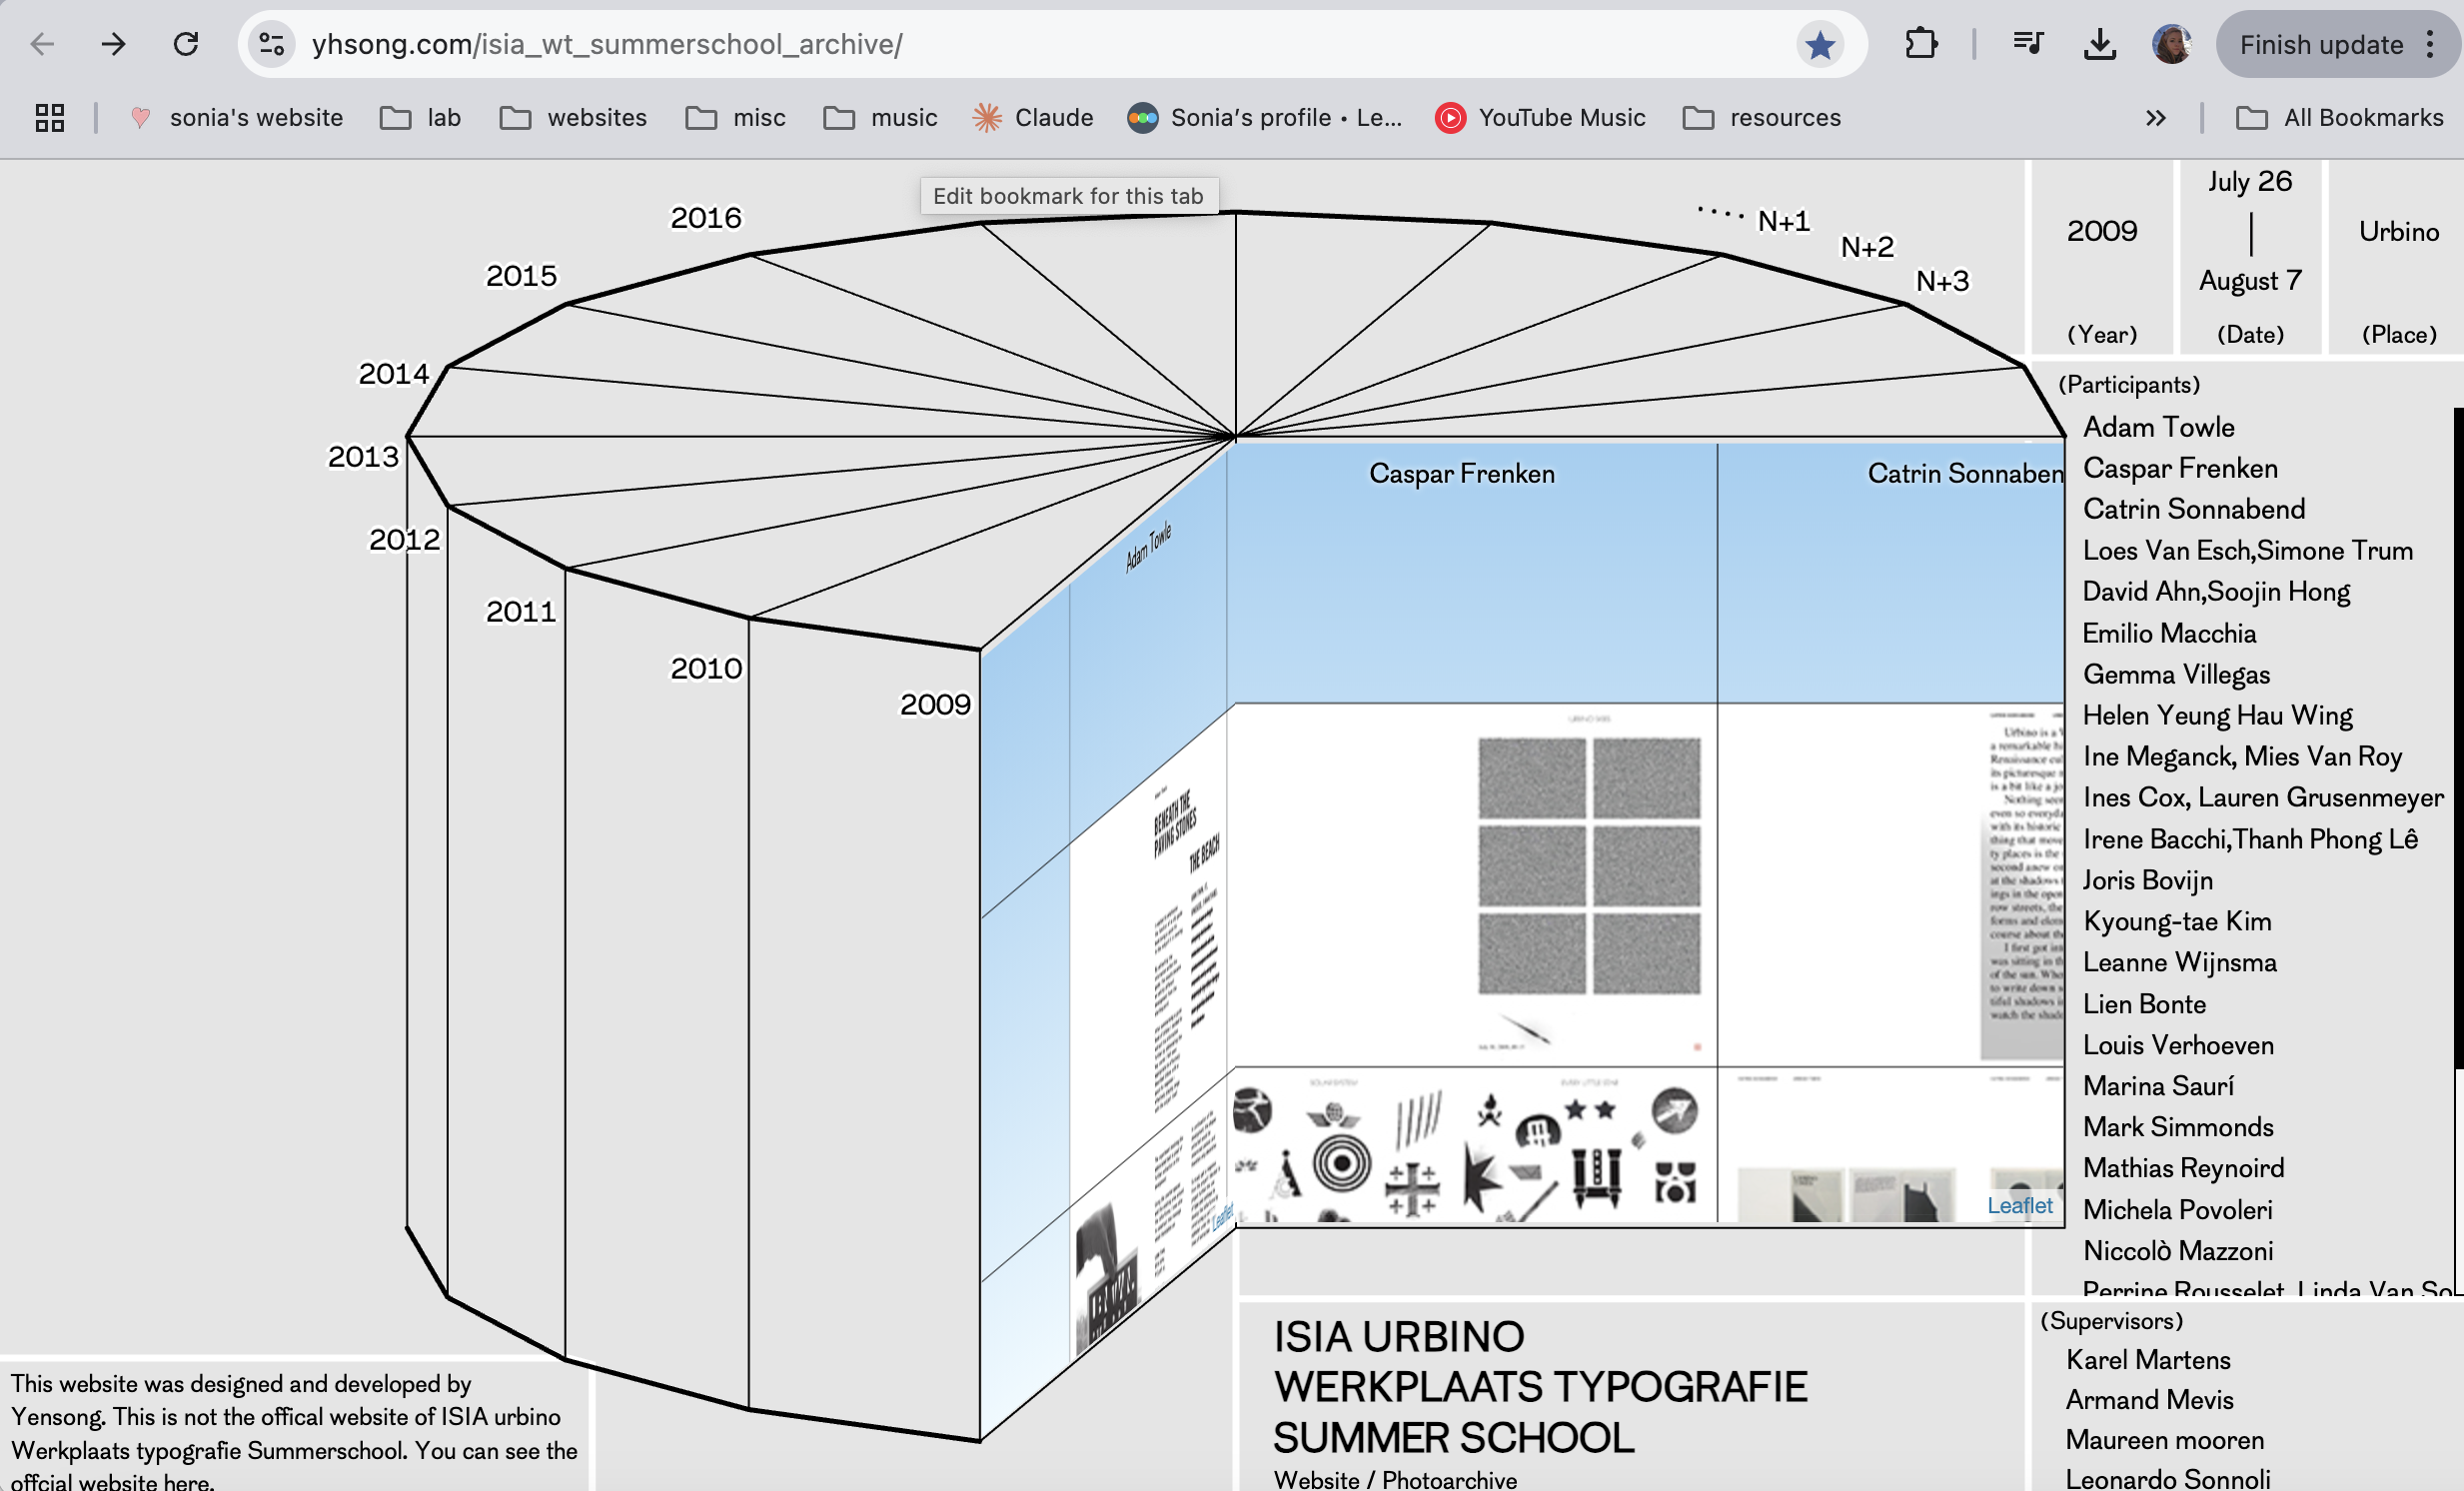 yhsong.com/isia_wt_summerschool_archive/
Finish update
sonia's website
lab
websites
misc
music
Claude
Sonia's profile • Le...
YouTube Music
resources
All Bookmarks
Edit bookmark for this tab
2016
2015
2014
2013
2012
2011
2010
2009
N+1
N+2
N+3
2009
(Year)
July 26
August 7
(Date)
Urbino
(Place)
Adam Towle
Caspar Frenken
Catrin Sonnaben
BENEATH THE
PAVING STONES
THE BEACH
Leaflet
Leaflet
(Participants)
Adam Towle
Caspar Frenken
Catrin Sonnabend
Loes Van Esch,Simone Trum
David Ahn,Soojin Hong
Emilio Macchia
Gemma Villegas
Helen Yeung Hau Wing
Ine Meganck, Mies Van Roy
Ines Cox, Lauren Grusenmeyer
Irene Bacchi,Thanh Phong Lê
Joris Bovijn
Kyoung-tae Kim
Leanne Wijnsma
Lien Bonte
Louis Verhoeven
Marina Saurí
Mark Simmonds
Mathias Reynoird
Michela Povoleri
Niccolò Mazzoni
Perrine Rousselet, Linda Van So
(Supervisors)
Karel Martens
Armand Mevis
Maureen mooren
Leonardo Sonnoli
ISIA URBINO
WERKPLAATS TYPOGRAFIE
SUMMER SCHOOL
Website / Photoarchive
This website was designed and developed by
Yensong. This is not the offical website of ISIA urbino
Werkplaats typografie Summerschool. You can see the
offcial website here.